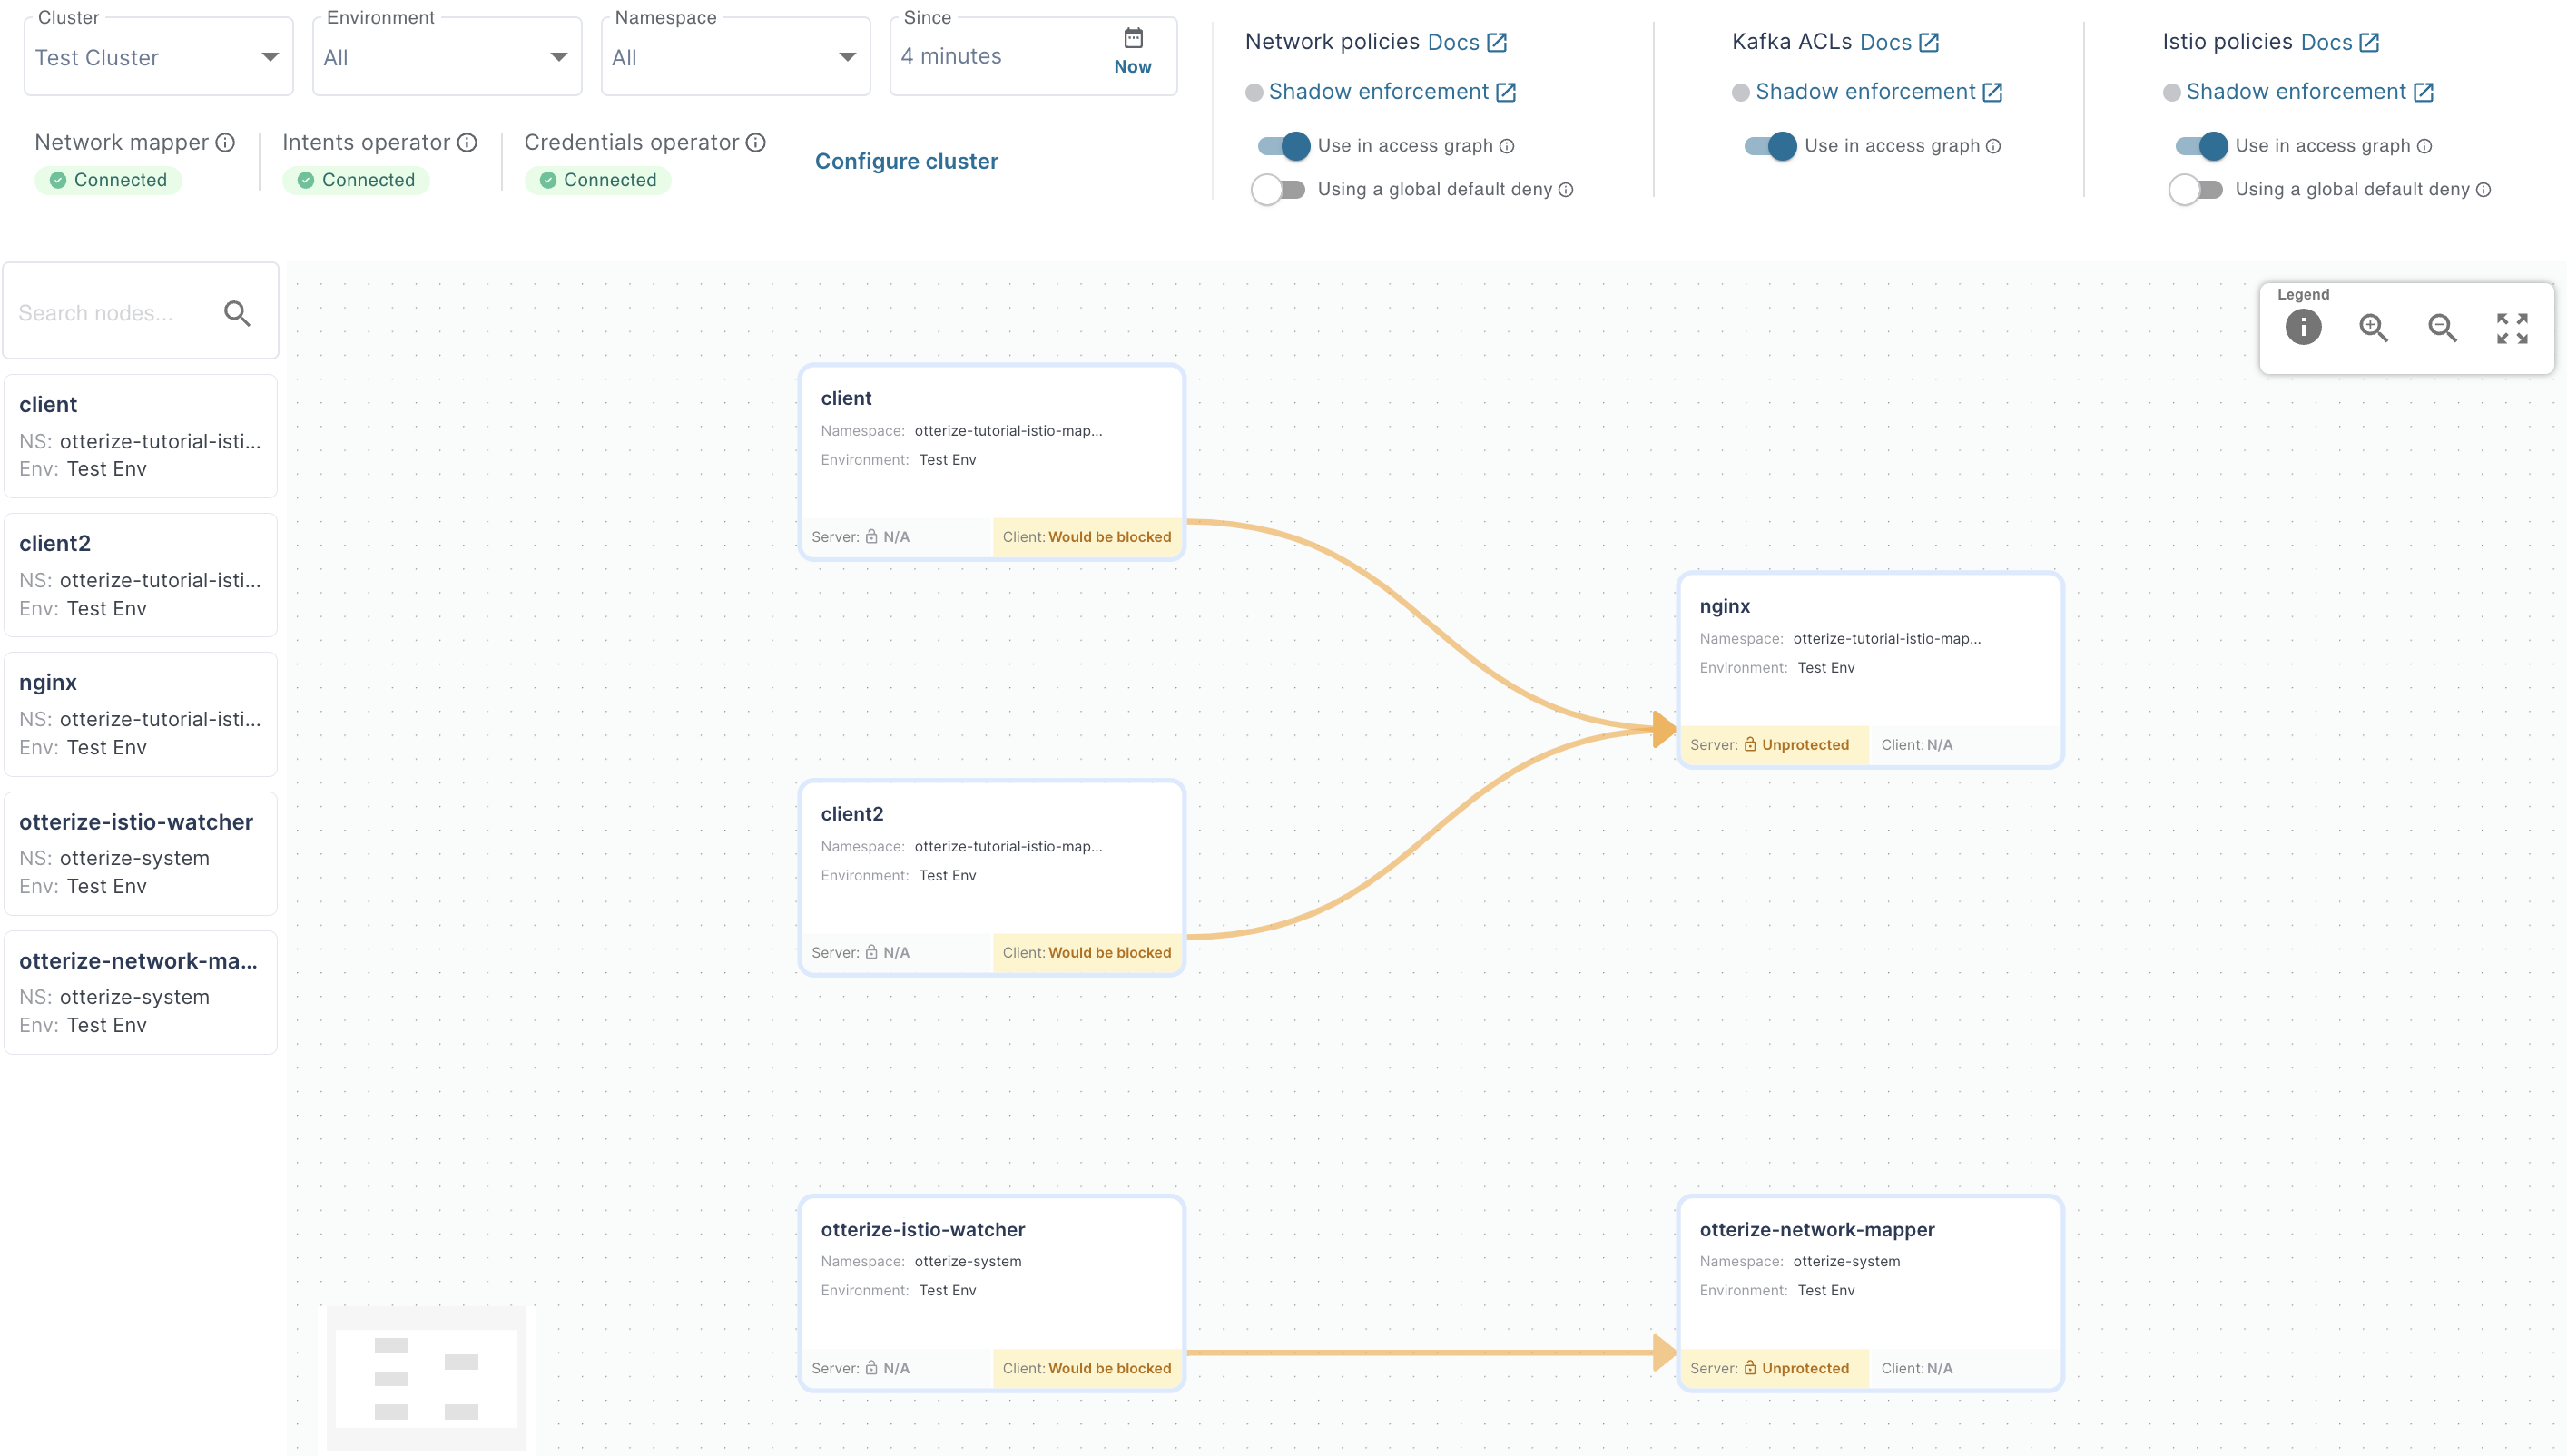 Cluster
Test Cluster
Environment
All
Namespace
All
Since
4 minutes
Now
Network mapper
Connected
Intents operator
Connected
Credentials operator
Connected
Configure cluster
Network policies Docs
Shadow enforcement
Use in access graph
Using a global default deny
Kafka ACLs Docs
Shadow enforcement
Use in access graph
Istio policies Docs
Shadow enforcement
Use in access graph
Using a global default deny
Search nodes...
client
NS: otterize-tutorial-isti...
Env: Test Env
client2
NS: otterize-tutorial-isti...
Env: Test Env
nginx
NS: otterize-tutorial-isti...
Env: Test Env
otterize-istio-watcher
NS: otterize-system
Env: Test Env
otterize-network-ma...
NS: otterize-system
Env: Test Env
Legend
client
Namespace: otterize-tutorial-istio-map...
Environment: Test Env
Server: N/A
Client: Would be blocked
nginx
Namespace: otterize-tutorial-istio-map...
Environment: Test Env
Server: Unprotected
Client: N/A
client2
Namespace: otterize-tutorial-istio-map...
Environment: Test Env
Server: N/A
Client: Would be blocked
otterize-istio-watcher
Namespace: otterize-system
Environment: Test Env
Server: N/A
Client: Would be blocked
otterize-network-mapper
Namespace: otterize-system
Environment: Test Env
Server: Unprotected
Client: N/A